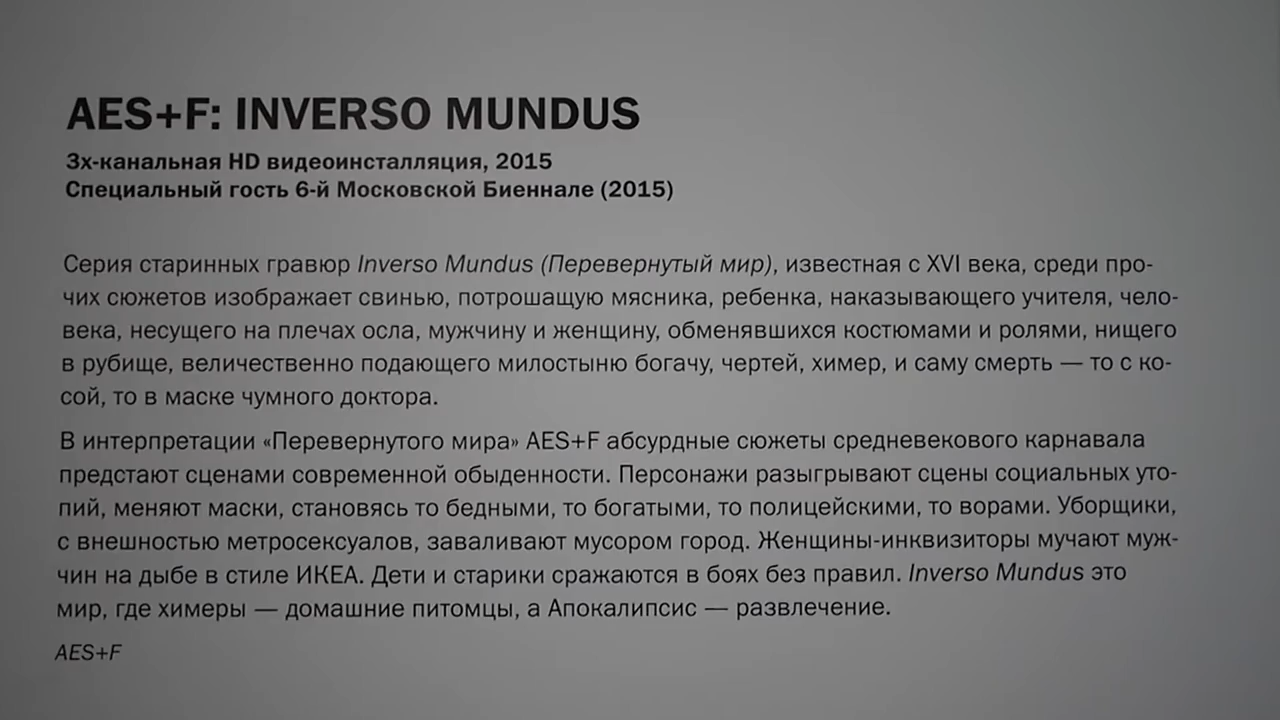 AES+F: INVERSO MUNDUS
3х-канальная HD видеоинсталляция, 2015
Специальный гость 6-й Московской Биеннале (2015)
Серия старинных гравюр Inverso Mundus (Перевернутый мир), известная с XVI века, среди про-
чих сюжетов изображает свинью, потрошащую мясника, ребенка, наказывающего учителя, чело-
века, несущего на плечах осла, мужчину и женщину, обменявшихся костюмами и ролями, нищего
в рубище, величественно подающего милостыню богачу, чертей, химер, и саму смерть — то с ко-
сой, то в маске чумного доктора.
В интерпретации «Перевернутого мира» AES+F абсурдные сюжеты средневекового карнавала
предстают сценами современной обыденности. Персонажи разыгрывают сцены социальных уто-
пий, меняют маски, становясь то бедными, то богатыми, то полицейскими, то ворами. Уборщики,
с внешностью метросексуалов, заваливают мусором город. Женщины-инквизиторы мучают муж-
чин на дыбе в стиле ИКЕА. Дети и старики сражаются в боях без правил. Inverso Mundus это
мир, где химеры — домашние питомцы, а Апокалипсис — развлечение.
AES+F